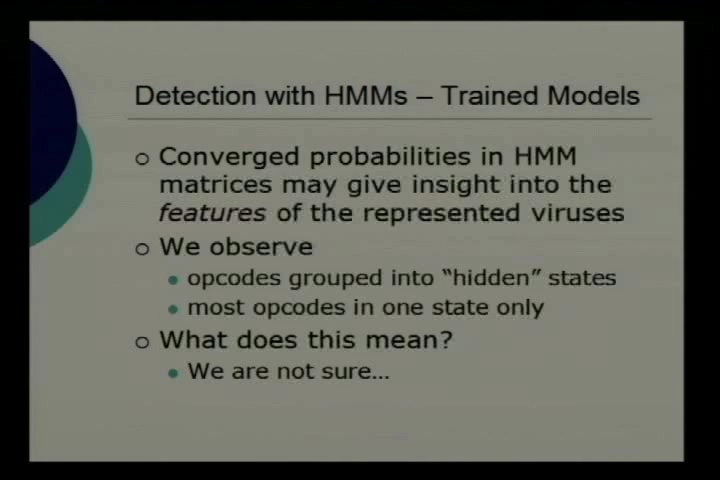 Detection with HMMs – Trained Models
Converged probabilities in HMM
matrices may give insight into the
features of the represented viruses
We observe
opcodes grouped into “hidden” states
most opcodes in one state only
What does this mean?
We are not sure…